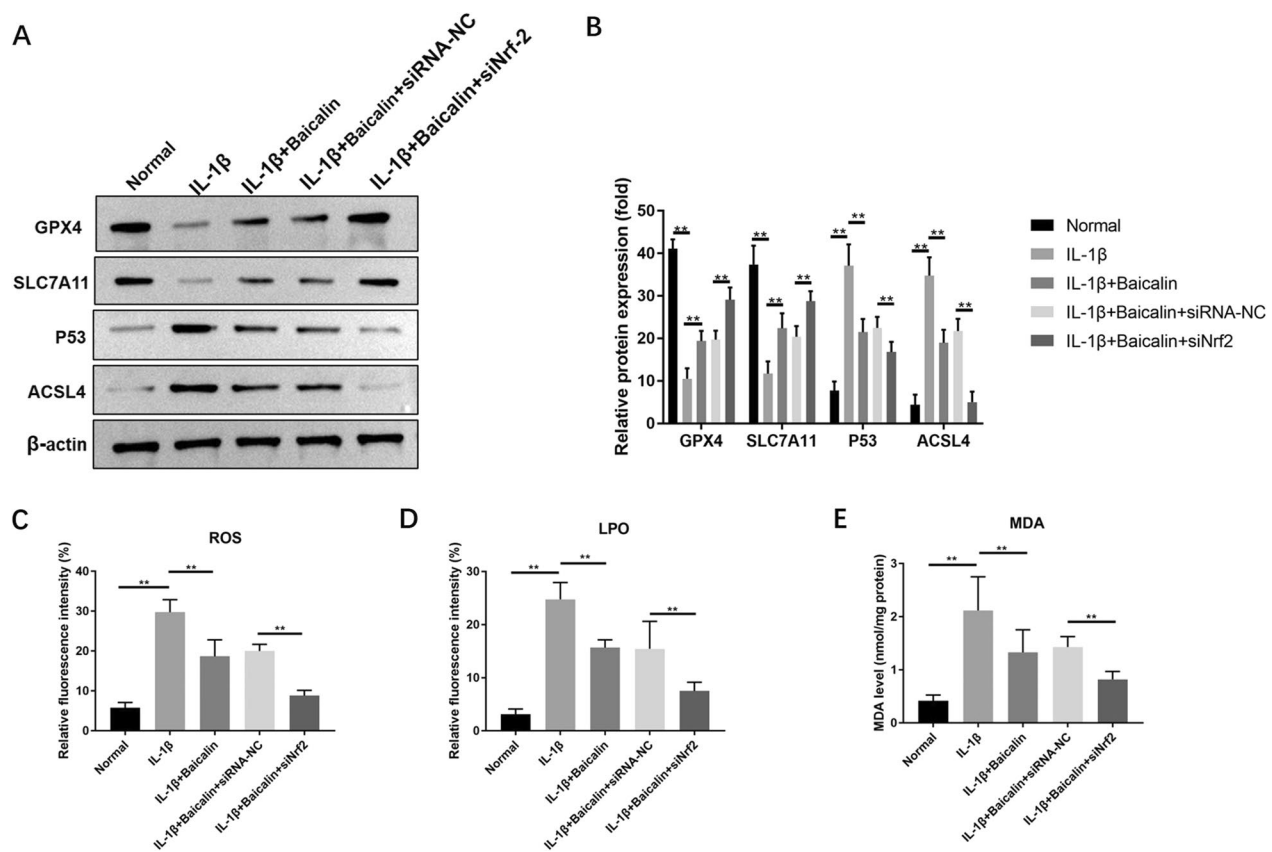 A
Normal
IL-1β
IL-1β+Baicalin
IL-1β+Baicalin+siRNA-NC
IL-1β+Baicalin+siNrf-2
GPX4
SLC7A11
P53
ACSL4
β-actin
B
Relative protein expression (fold)
50
40
30
20
10
0
** ** ** ** ** ** ** ** ** ** ** **
GPX4 SLC7A11 P53 ACSL4
Normal
IL-1β
IL-1β+Baicalin
IL-1β+Baicalin+siRNA-NC
IL-1β+Baicalin+siNrf2
C
ROS
Relative fluorescence intensity (%)
40
30
20
10
0
** ** **
Normal
IL-1β
IL-1β+Baicalin
IL-1β+Baicalin+siRNA-NC
IL-1β+Baicalin+siNrf2
D
LPO
Relative fluorescence intensity (%)
30
20
10
0
** ** **
Normal
IL-1β
IL-1β+Baicalin
IL-1β+Baicalin+siRNA-NC
IL-1β+Baicalin+siNrf2
E
MDA
MDA level (nmol/mg protein)
3
2
1
0
** ** **
Normal
IL-1β
IL-1β+Baicalin
IL-1β+Baicalin+siRNA-NC
IL-1β+Baicalin+siNrf2